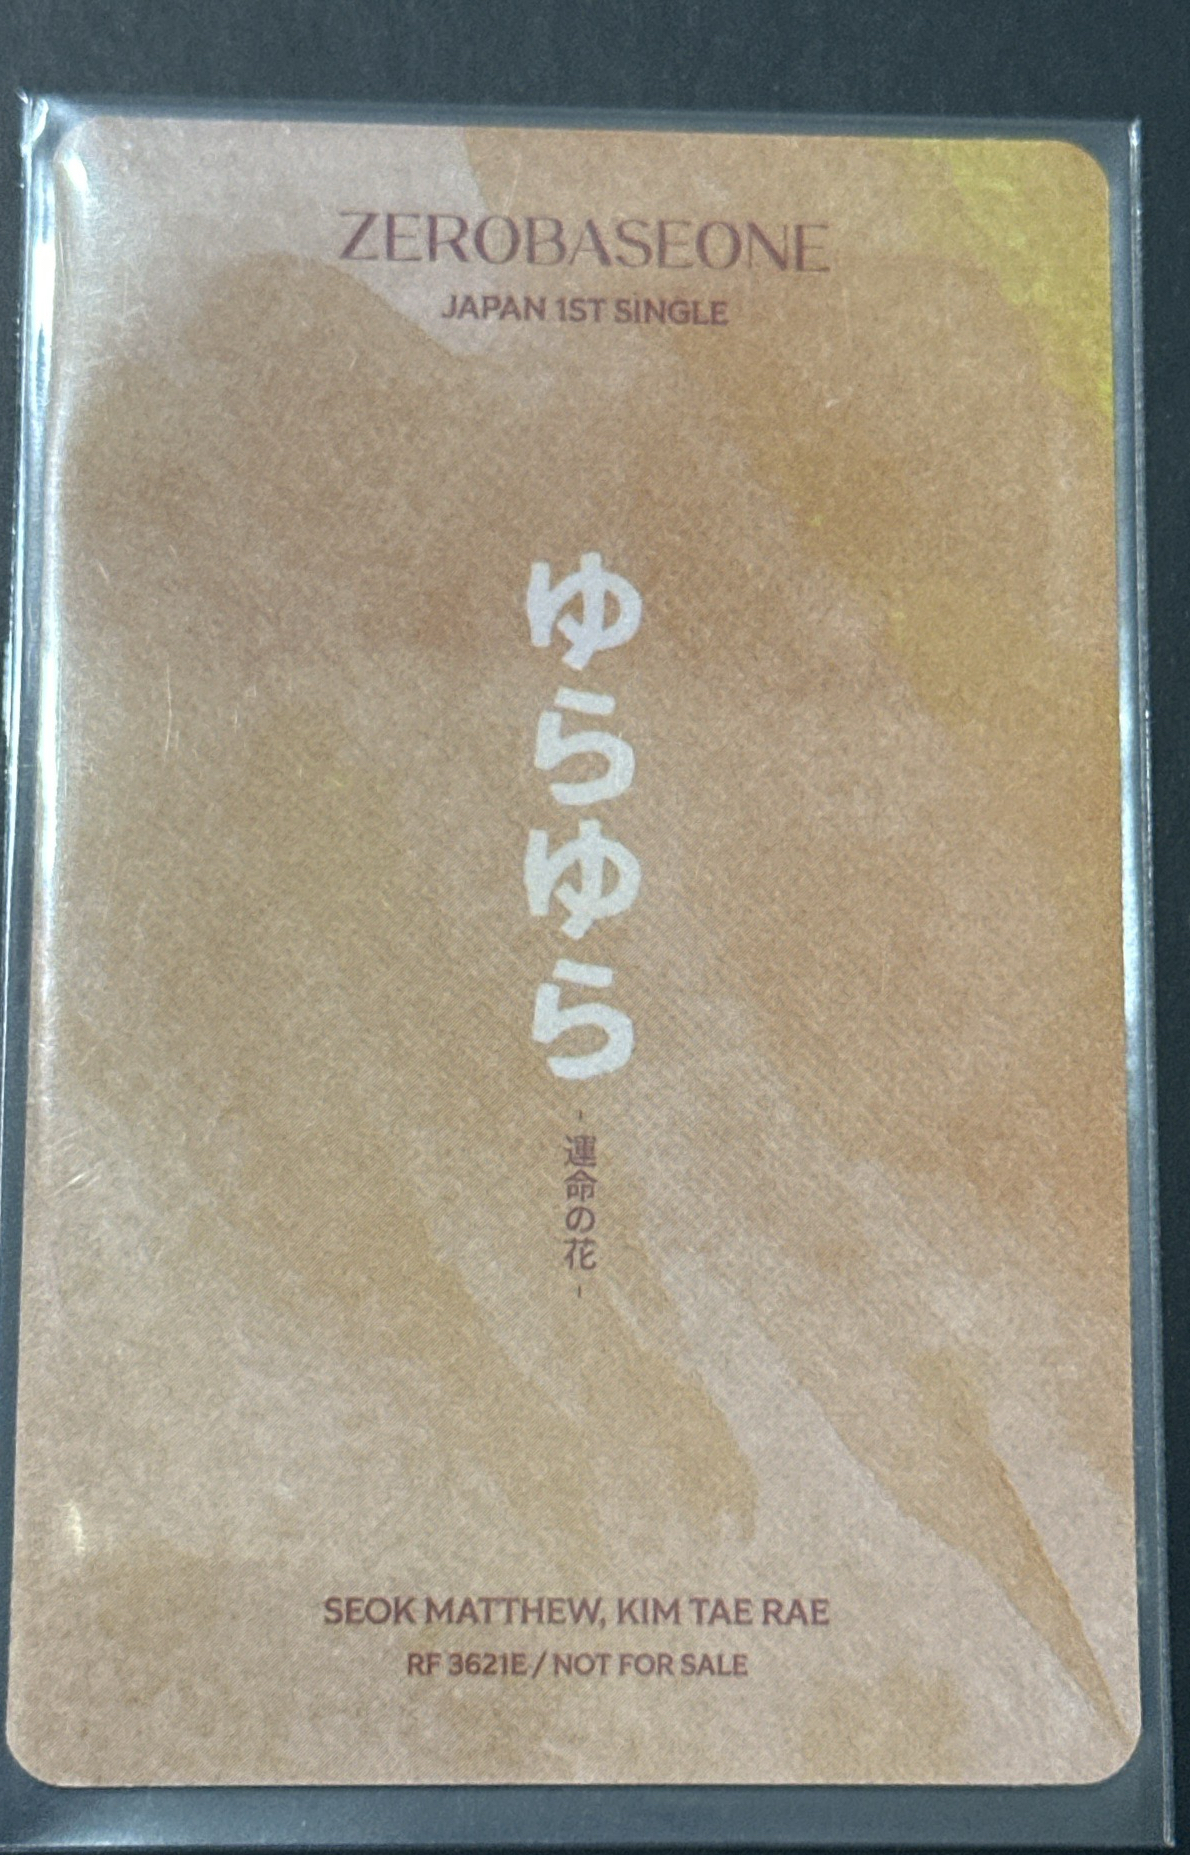 ZEROBASEONE
JAPAN 1ST SINGLE
ゆらゆら
-運命の花-
SEOK MATTHEW, KIM TAE RAE
RF 3621E / NOT FOR SALE